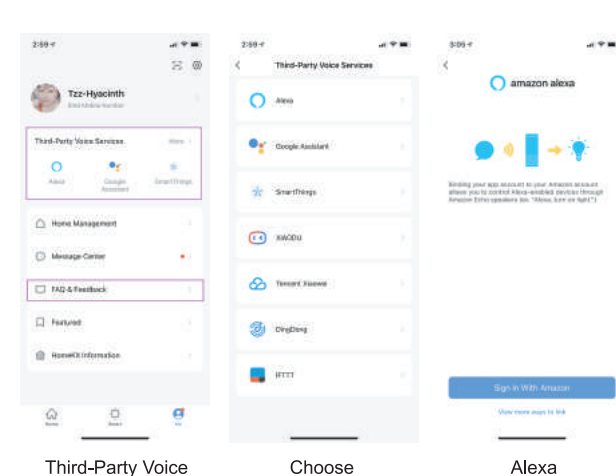 2:59
Tzz-Hyacinth
Third-Party Voice Services
More
Alexa
Google
Assistant
SmartThings
Home Management
Message Center
FAQ & Feedback
Featured
HomeKit Information
Home
Smart
Me
Third-Party Voice
2:59
Third-Party Voice Services
Alexa
Google Assistant
SmartThings
XIAODU
Tencent Xiaowei
DingDong
IFTTT
Choose
3:05
amazon alexa
Binding your app account to your Amazon account
allows you to control Alexa-enabled devices through
Amazon Echo speakers (ex. "Alexa, turn on light")
Sign In With Amazon
View more ways to link
Alexa